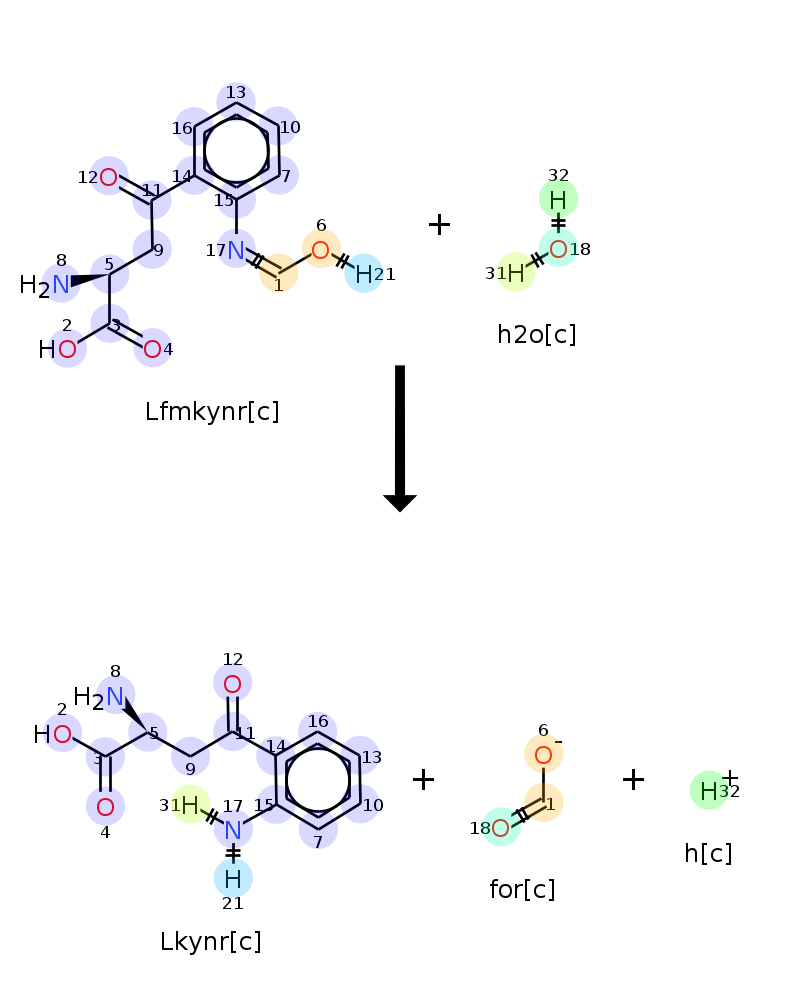 13
16
10
12 O
11
14
7
15
6
32
H
8
5
9
17 N
O
+
O 18
H₂N
1
H 21
31 H
2
3
HO
O 4
h2o[c]
Lfmkynr[c]
12
8
O
6
H₂N
2
16
O -
HO
5
11
14
13
3
9
+
+
+
31 H
17
15
10
1
H 32
O
N
7
18 O
4
H
21
h[c]
for[c]
Lkynr[c]